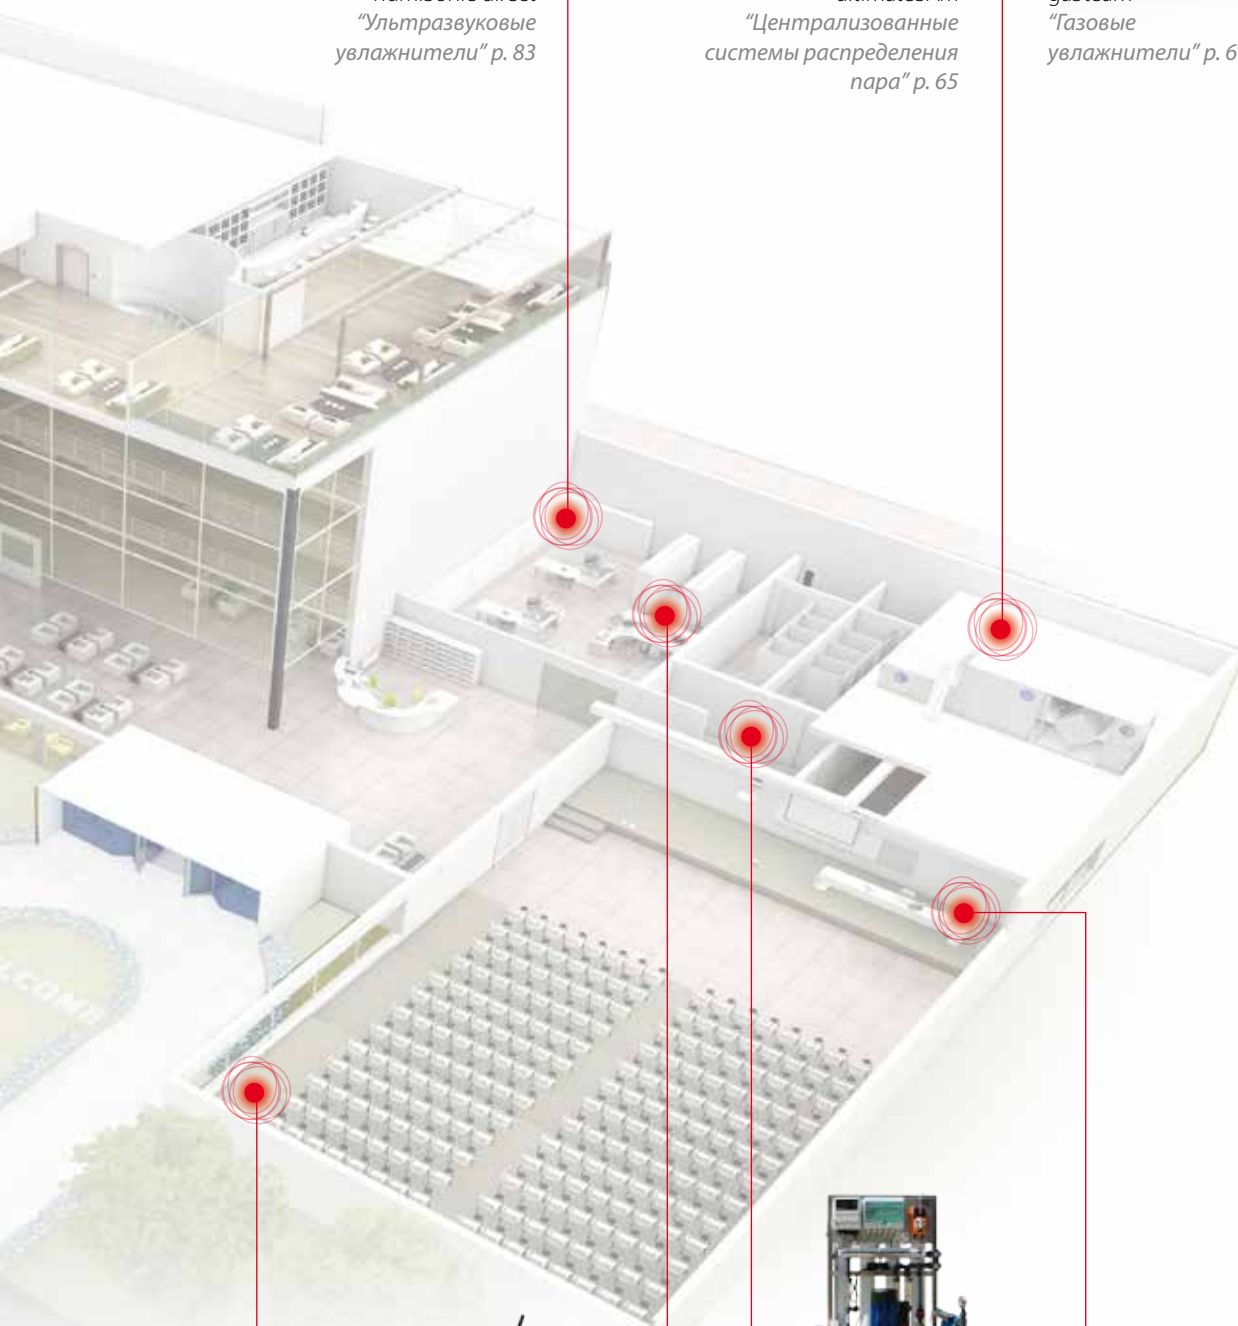 “Ультразвуковые
увлажнители” p. 83
“Централизованные
системы распределения
пара” p. 65
“Газовые
увлажнители” p. 6